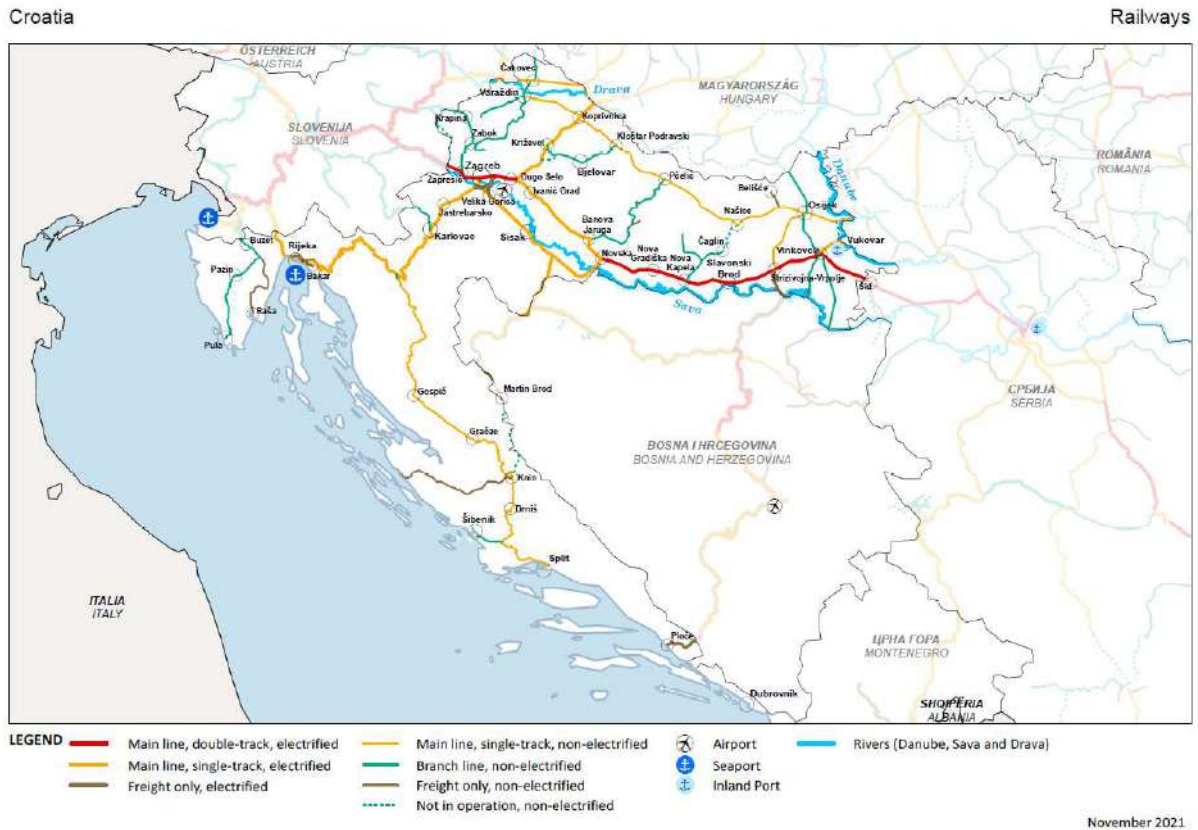 Croatia
Railways
ÖSTERREICH
AUSTRIA
Čakovec
Varaždin
Drava
MAGYARORSZÁG
HUNGARY
Krapina
Koprivnica
SLOVENIJA
SLOVENIA
Zabok
Križevci
Kloštar Podravski
Bjelovar
Danube
ROMÂNIA
ROMANIA
Zagreb
Zaprešić
Dugo Selo
Pčelić
Belišće
Ivanić Grad
Velika Gorica
Jastrebarsko
Našice
Osijek
Buzet
Rijeka
Karlovac
Sisak
Banova
Jaruga
Čaglin
Vukovar
Vinkovci
Pazin
Bakar
Novska
Nova
Gradiška
Nova
Kapela
Slavonski
Brod
Strizivojna-Vrpolje
Šid
Raša
Sava
Pula
Gospić
Martin Brod
СРБИЈА
SERBIA
Gračac
BOSNA I HRCEGOVINA
BOSNIA AND HERZEGOVINA
Knin
Drniš
Šibenik
Split
ITALIA
ITALY
Ploče
ЦРНА ГОРА
MONTENEGRO
Dubrovnik
SHQIPËRIA
ALBANIA
LEGEND
Main line, double-track, electrified
Main line, single-track, non-electrified
Airport
Rivers (Danube, Sava and Drava)
Main line, single-track, electrified
Branch line, non-electrified
Seaport
Freight only, electrified
Freight only, non-electrified
Inland Port
Not in operation, non-electrified
November 2021